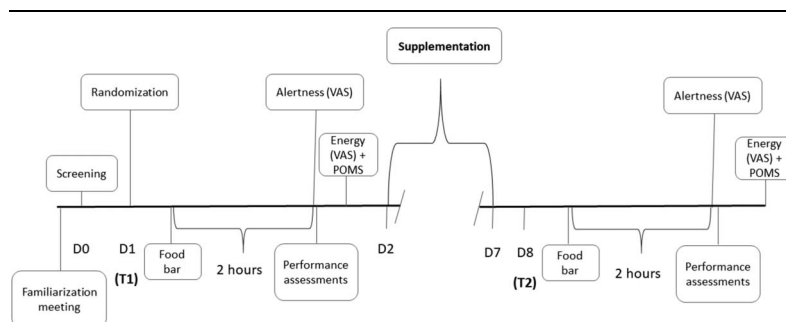 Supplementation
Randomization
Alertness (VAS)
Alertness (VAS)
Energy
(VAS) +
POMS
Energy
(VAS) +
POMS
Screening
D0
D1
(T1)
Food
bar
2 hours
D2
D7
D8
(T2)
Food
bar
2 hours
Familiarization
meeting
Performance
assessments
Performance
assessments